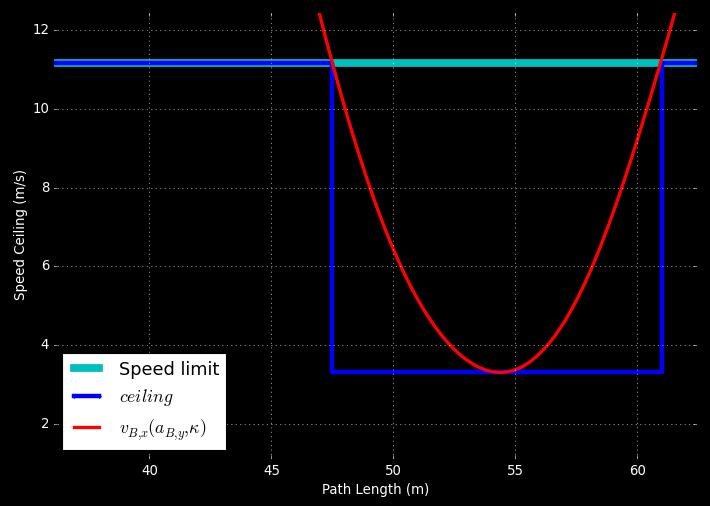 12
10
8
6
4
2
Speed Ceiling (m/s)
Speed limit
ceiling
v_{B,x}(a_{B,y},κ)
40 45 50 55 60
Path Length (m)